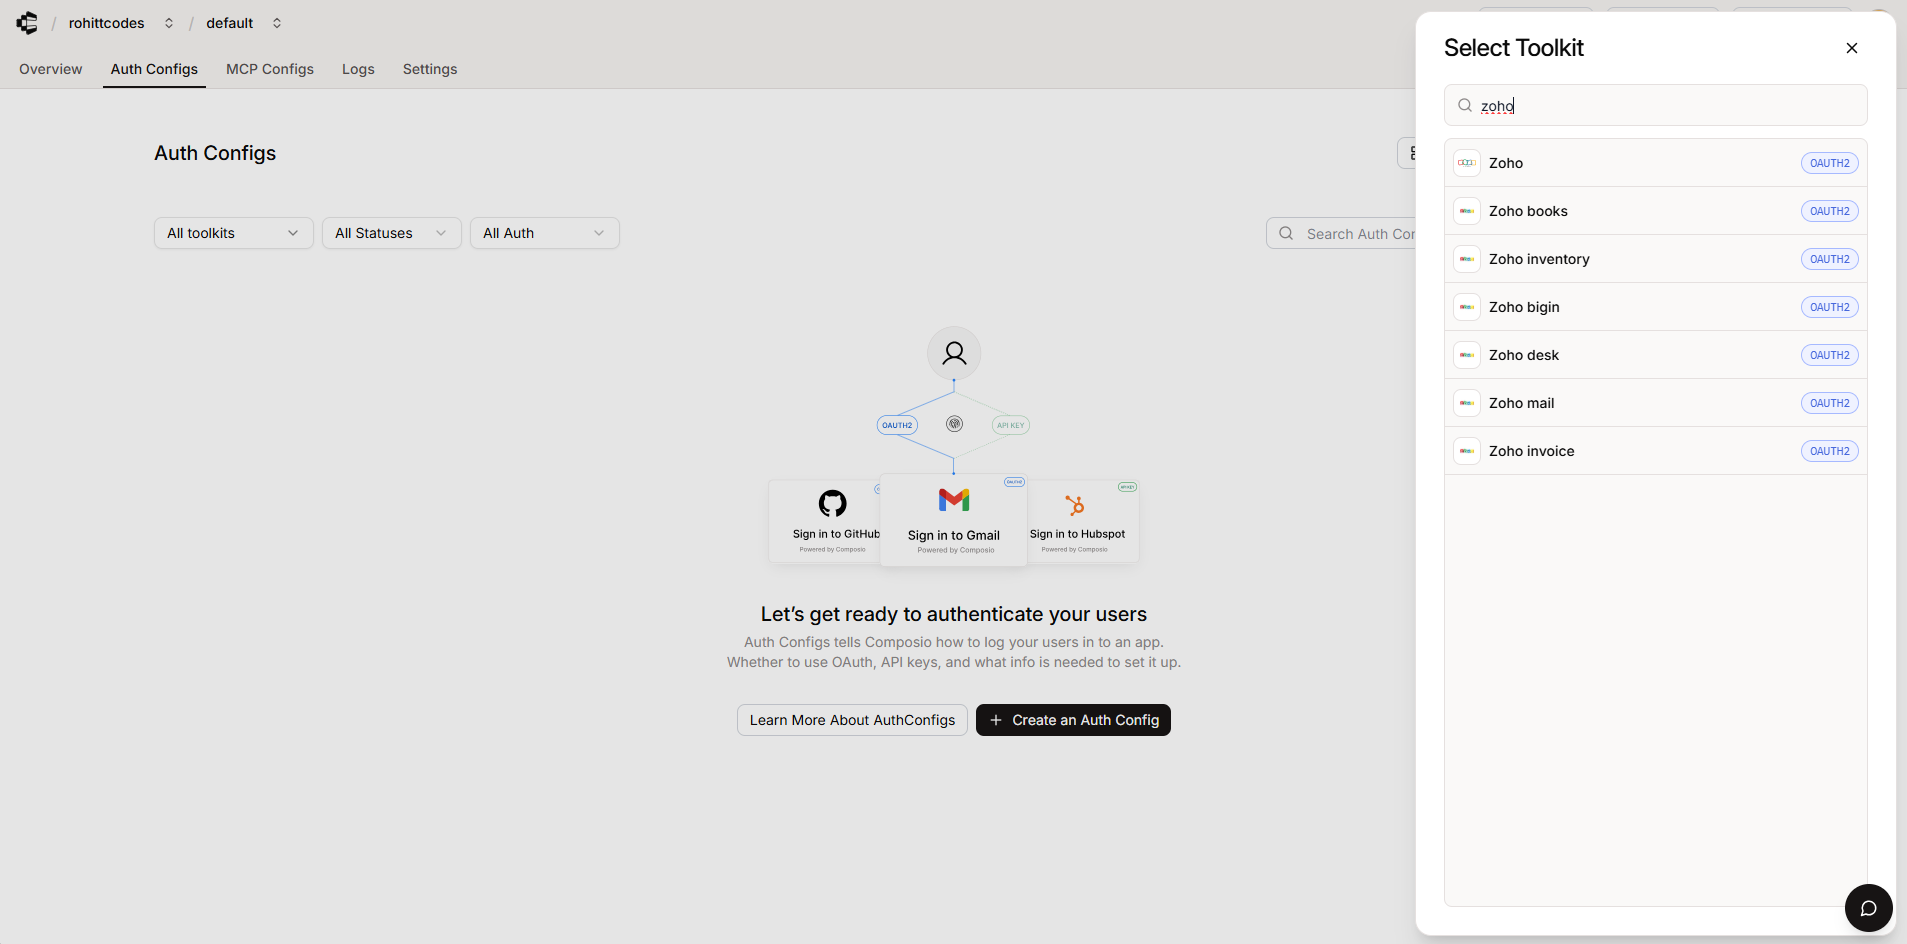 / rohittcodes / default
Overview Auth Configs MCP Configs Logs Settings
Auth Configs
All toolkits All Statuses All Auth Search Auth Con
OAUTH2 API KEY
OAUTH2 API KEY
Sign in to GitHub Sign in to Gmail Sign in to Hubspot
Powered by Composio Powered by Composio Powered by Composio
Let’s get ready to authenticate your users
Auth Configs tells Composio how to log your users in to an app.
Whether to use OAuth, API keys, and what info is needed to set it up.
Learn More About AuthConfigs + Create an Auth Config
Select Toolkit
zoho
Zoho OAUTH2
Zoho books OAUTH2
Zoho inventory OAUTH2
Zoho bigin OAUTH2
Zoho desk OAUTH2
Zoho mail OAUTH2
Zoho invoice OAUTH2